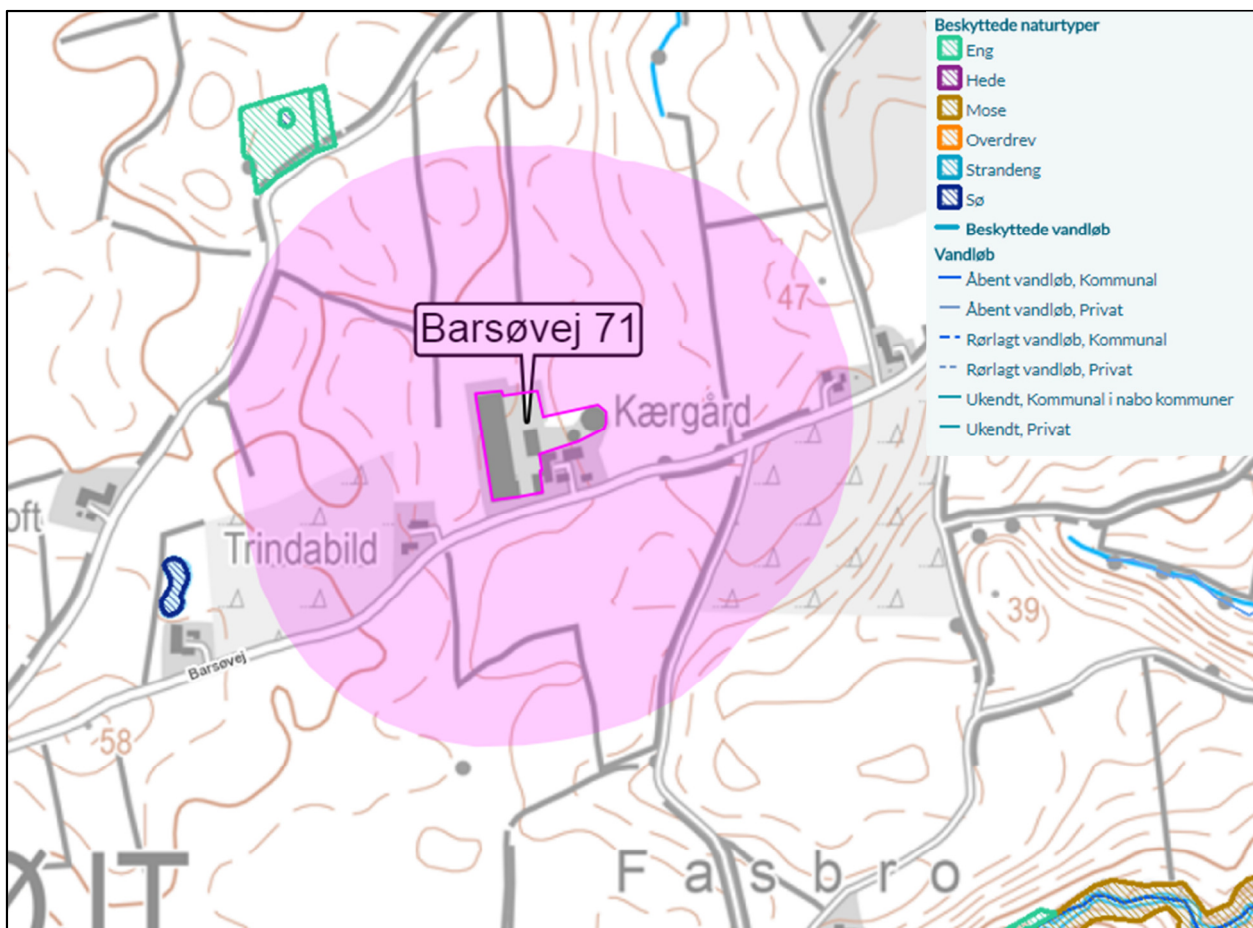 Beskyttede naturtyper
Eng
Hede
Mose
Overdrev
Strandeng
Sø
Beskyttede vandløb
Vandløb
Åbent vandløb, Kommunal
Åbent vandløb, Privat
Rørlagt vandløb, Kommunal
Rørlagt vandløb, Privat
Ukendt, Kommunal i nabo kommuner
Ukendt, Privat
47
Barsøvej 71
Kærgård
oft
Trindabild
39
Barsøvej
58
Fasbro
ØIT